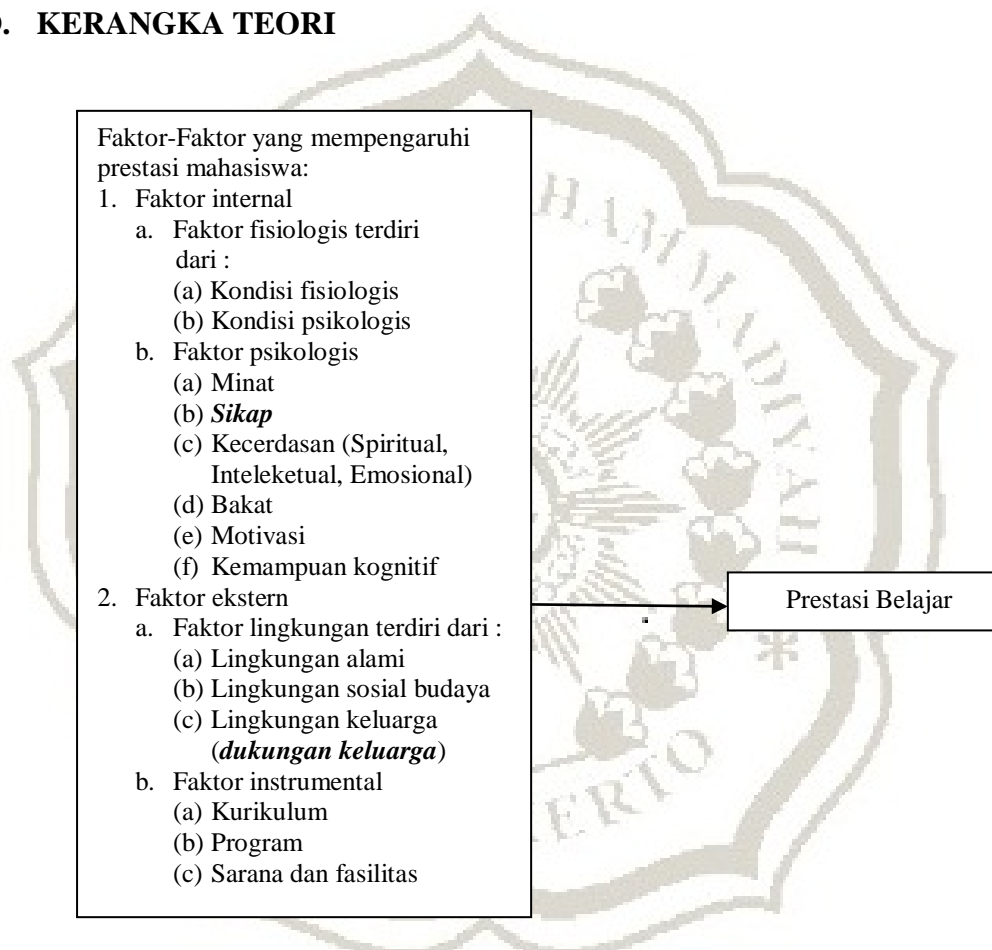 . KERANGKA TEORI
Faktor-Faktor yang mempengaruhi
prestasi mahasiswa:
1. Faktor internal
a. Faktor fisiologis terdiri
dari :
(a) Kondisi fisiologis
(b) Kondisi psikologis
b. Faktor psikologis
(a) Minat
(b) Sikap
(c) Kecerdasan (Spiritual,
Inteleketual, Emosional)
(d) Bakat
(e) Motivasi
(f) Kemampuan kognitif
2. Faktor ekstern
a. Faktor lingkungan terdiri dari :
(a) Lingkungan alami
(b) Lingkungan sosial budaya
(c) Lingkungan keluarga
(dukungan keluarga)
b. Faktor instrumental
(a) Kurikulum
(b) Program
(c) Sarana dan fasilitas
Prestasi Belajar